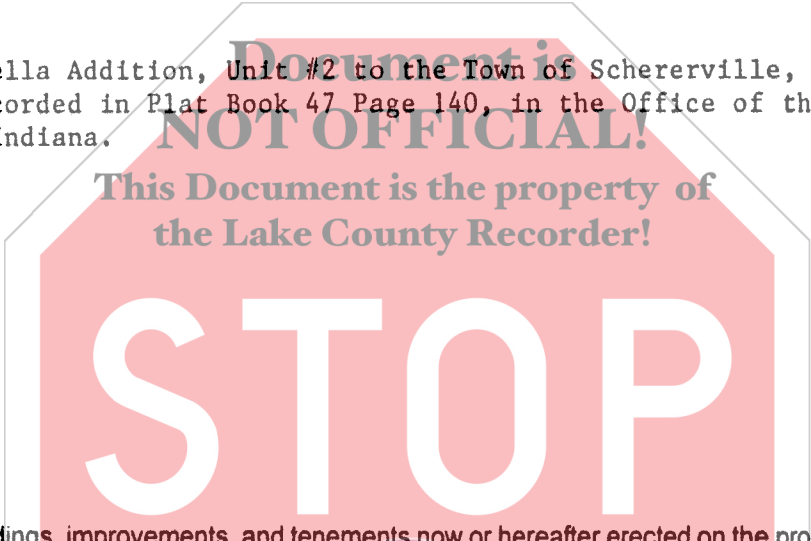 Document is
ella Addition, Unit #2 to the Town of Schererville,
corded in Plat Book 47 Page 140, in the Office of th
NOT OFFICIAL!
Indiana.
This Document is the property of
the Lake County Recorder!
STOP
dings, improvements, and tenements now or hereafter erected on the pro